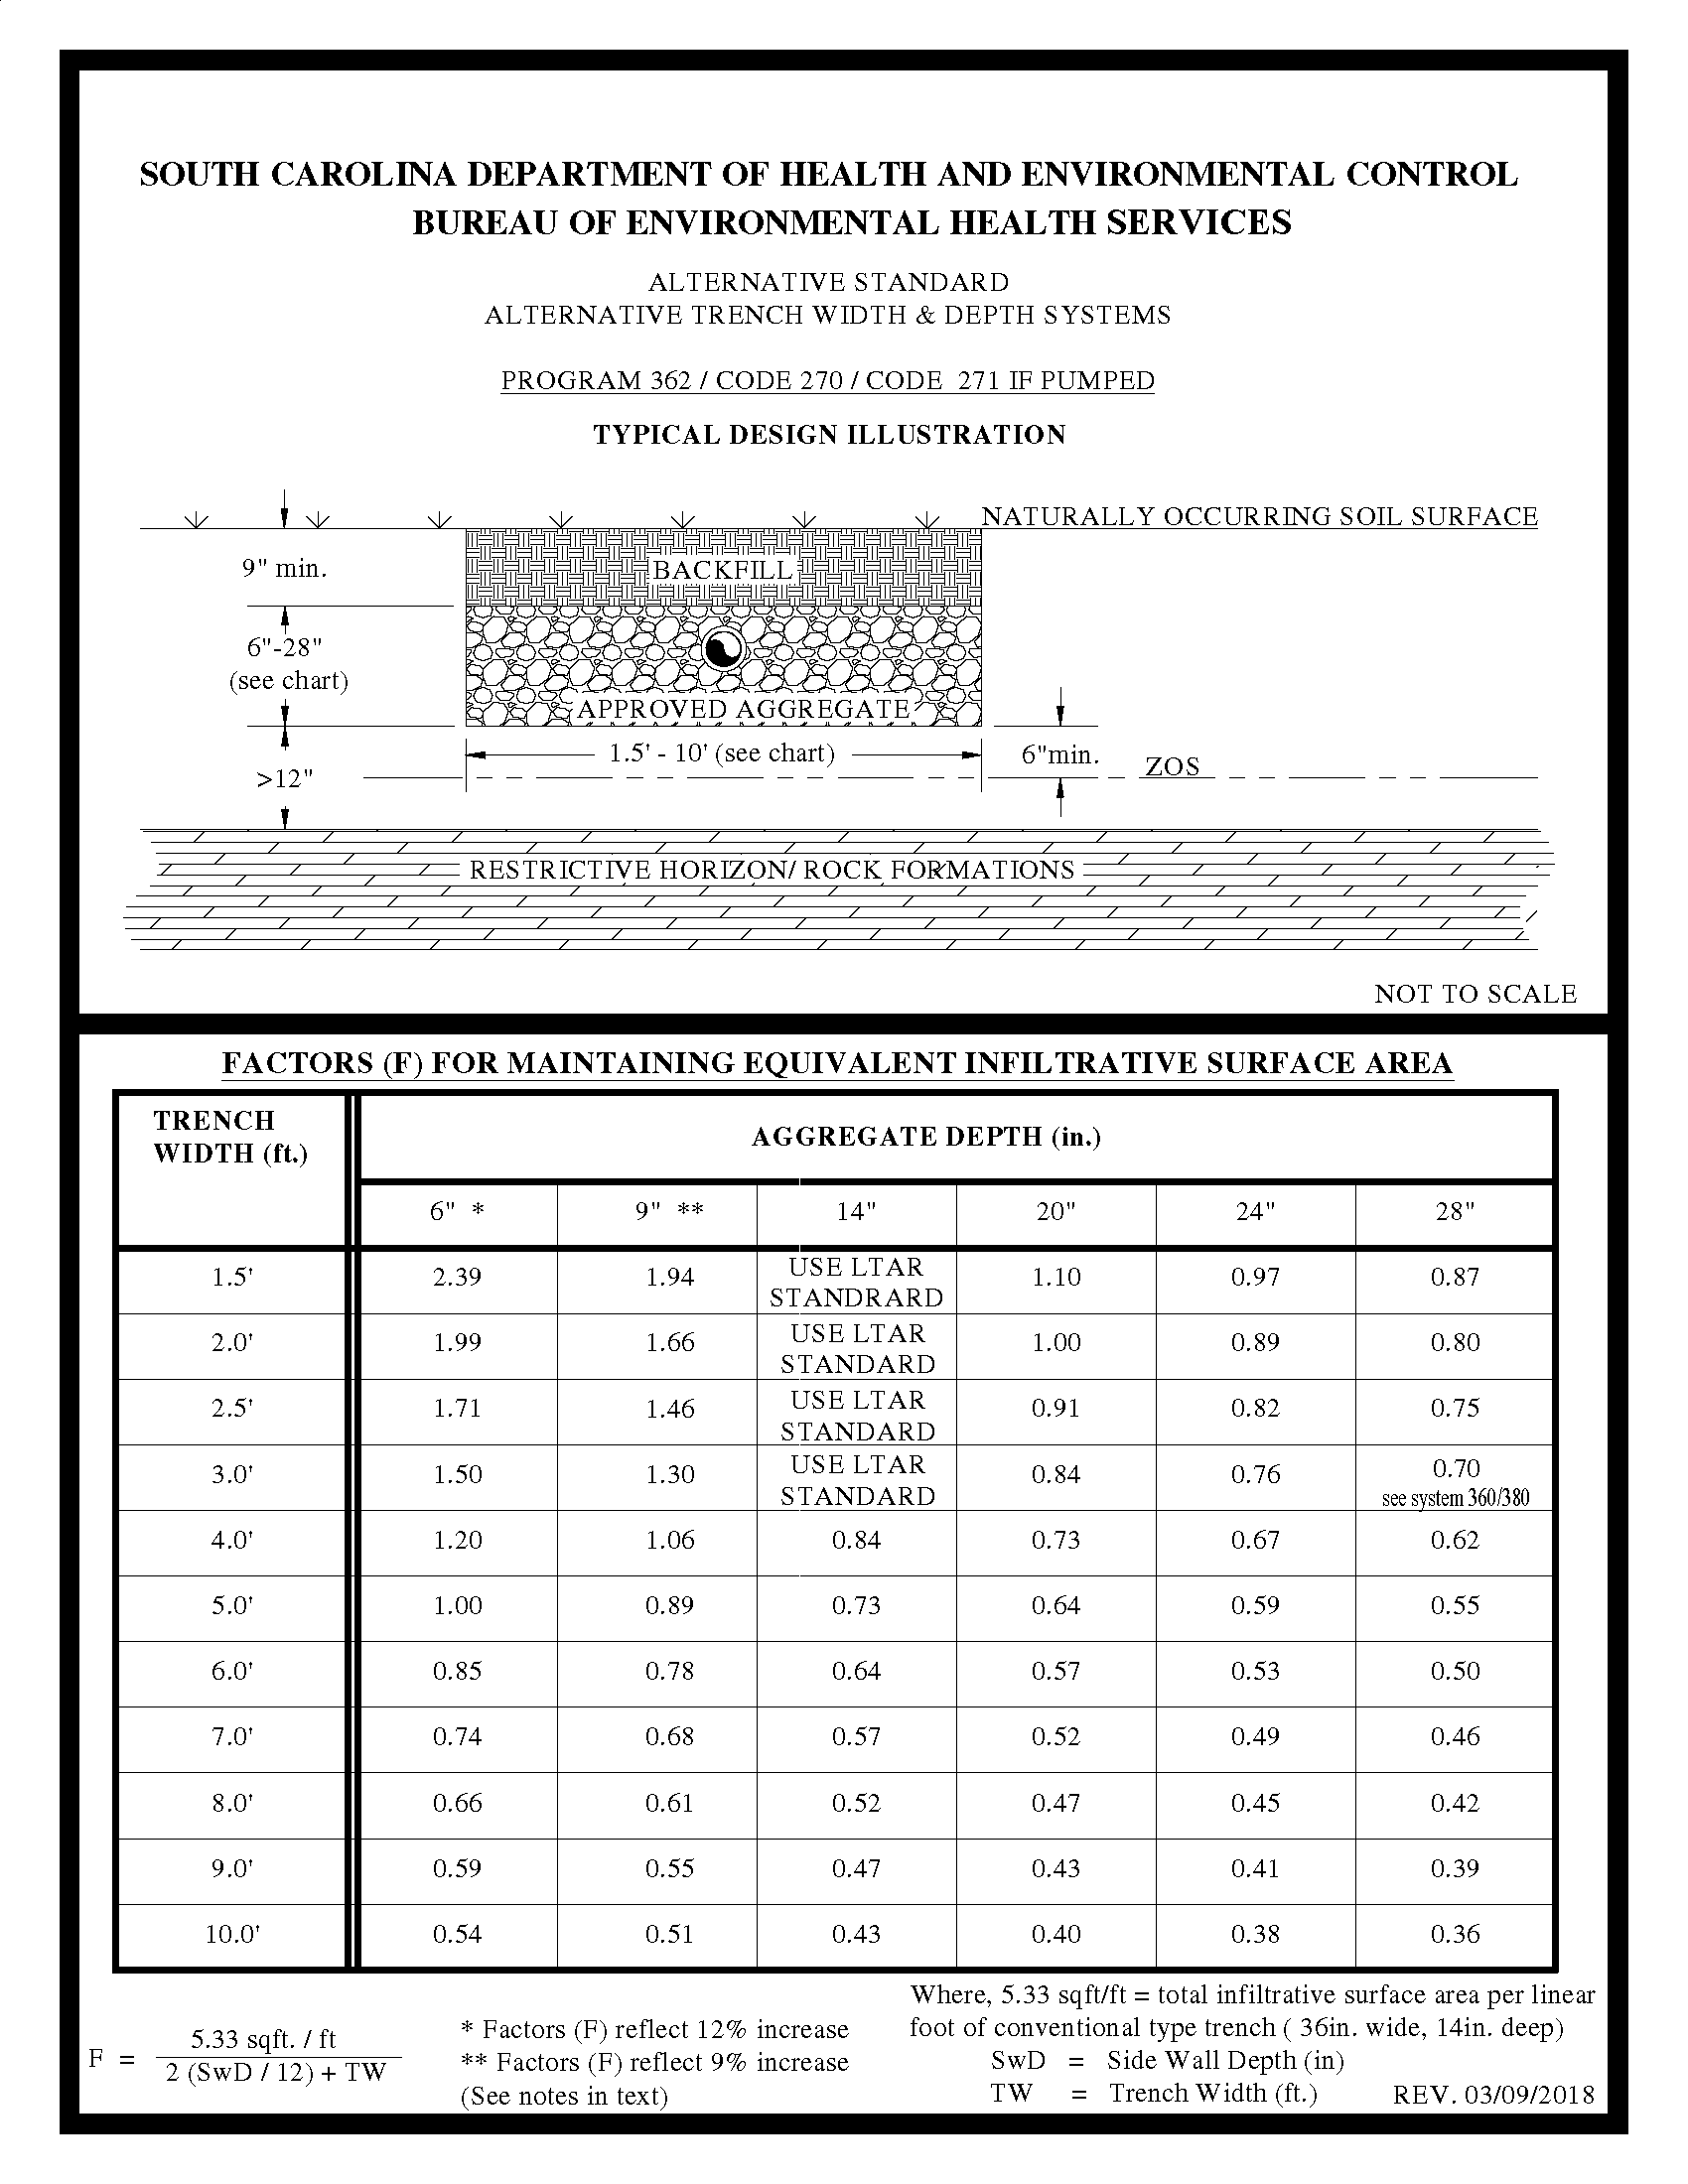 SOUTH CAROLINA DEPARTMENT OF HEALTH AND ENVIRONMENTAL CONTROL
BUREAU OF ENVIRONMENTAL HEALTH SERVICES
ALTERNATIVE STANDARD
ALTERNATIVE TRENCH WIDTH & DEPTH SYSTEMS
PROGRAM 362 / CODE 270 / CODE 271 IF PUMPED
TYPICAL DESIGN ILLUSTRATION
NATURALLY OCCURRING SOIL SURFACE
9" min.
BACKFILL
6"-28"
(see chart)
APPROVED AGGREGATE
1.5' - 10' (see chart)
6"min.
ZOS
>12"
RESTRICTIVE HORIZON/ ROCK FORMATIONS
NOT TO SCALE
FACTORS (F) FOR MAINTAINING EQUIVALENT INFILTRATIVE SURFACE AREA
TRENCH
WIDTH (ft.)
AGGREGATE DEPTH (in.)
6" * 9" ** 14" 20" 24" 28"
1.5' 2.39 1.94 USE LTAR STANDRARD 1.10 0.97 0.87
2.0' 1.99 1.66 USE LTAR STANDARD 1.00 0.89 0.80
2.5' 1.71 1.46 USE LTAR STANDARD 0.91 0.82 0.75
3.0' 1.50 1.30 USE LTAR STANDARD 0.84 0.76 0.70 see system 360/380
4.0' 1.20 1.06 0.84 0.73 0.67 0.62
5.0' 1.00 0.89 0.73 0.64 0.59 0.55
6.0' 0.85 0.78 0.64 0.57 0.53 0.50
7.0' 0.74 0.68 0.57 0.52 0.49 0.46
8.0' 0.66 0.61 0.52 0.47 0.45 0.42
9.0' 0.59 0.55 0.47 0.43 0.41 0.39
10.0' 0.54 0.51 0.43 0.40 0.38 0.36
F = 5.33 sqft. / ft
2 (SwD / 12) + TW
* Factors (F) reflect 12% increase
** Factors (F) reflect 9% increase
(See notes in text)
Where, 5.33 sqft/ft = total infiltrative surface area per linear
foot of conventional type trench ( 36in. wide, 14in. deep)
SwD = Side Wall Depth (in)
TW = Trench Width (ft.)
REV. 03/09/2018